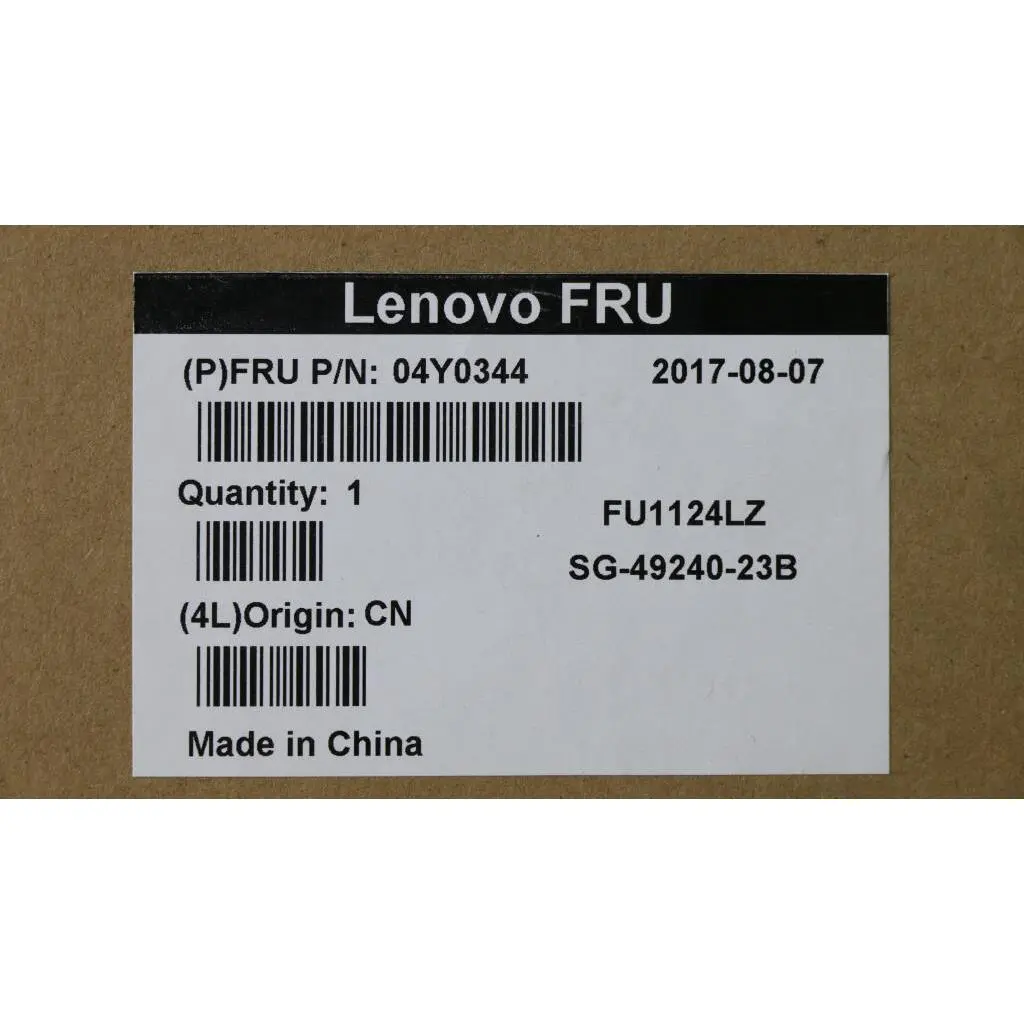 Lenovo FRU
(P)FRU P/N: 04Y0344 2017-08-07
Quantity: 1
FU1124LZ
SG-49240-23B
(4L)Origin: CN
Made in China